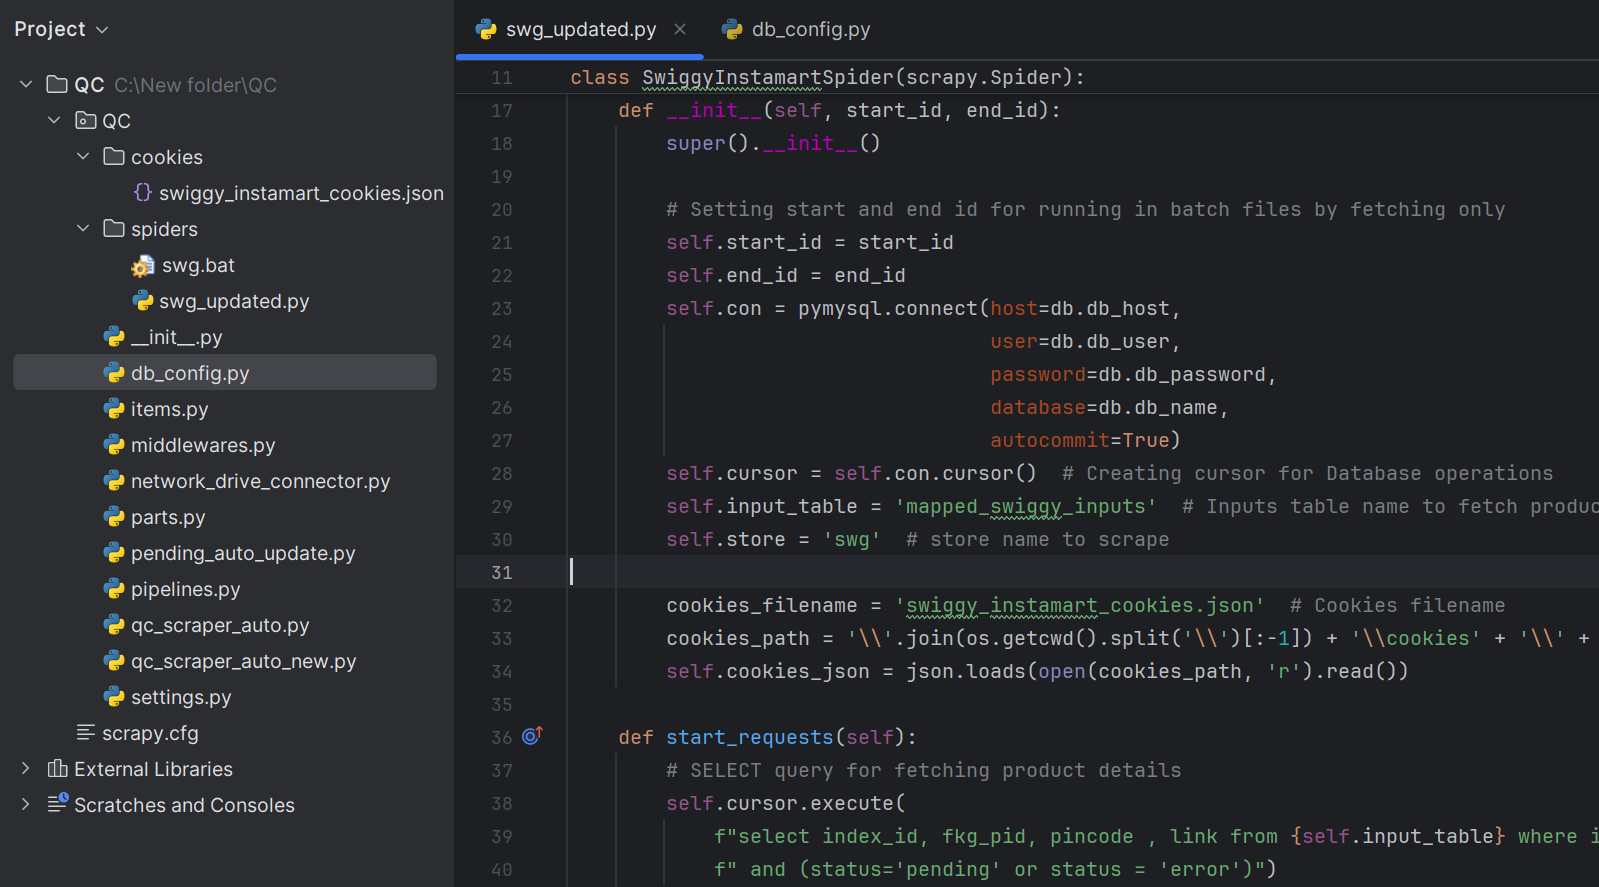 Project
QC C:\New folder\QC
QC
cookies
swiggy_instamart_cookies.json
spiders
swg.bat
swg_updated.py
__init__.py
db_config.py
items.py
middlewares.py
network_drive_connector.py
parts.py
pending_auto_update.py
pipelines.py
qc_scraper_auto.py
qc_scraper_auto_new.py
settings.py
scrapy.cfg
External Libraries
Scratches and Consoles
swg_updated.py db_config.py
11 class SwiggyInstamartSpider(scrapy.Spider):
17 def __init__(self, start_id, end_id):
18 super().__init__()
19
20 # Setting start and end id for running in batch files by fetching only
21 self.start_id = start_id
22 self.end_id = end_id
23 self.con = pymysql.connect(host=db.db_host,
24 user=db.db_user,
25 password=db.db_password,
26 database=db.db_name,
27 autocommit=True)
28 self.cursor = self.con.cursor() # Creating cursor for Database operations
29 self.input_table = 'mapped_swiggy_inputs' # Inputs table name to fetch produc
30 self.store = 'swg' # store name to scrape
31
32 cookies_filename = 'swiggy_instamart_cookies.json' # Cookies filename
33 cookies_path = '\\'.join(os.getcwd().split('\\')[:-1]) + '\\cookies' + '\\' +
34 self.cookies_json = json.loads(open(cookies_path, 'r').read())
35
36 def start_requests(self):
37 # SELECT query for fetching product details
38 self.cursor.execute(
39 f"select index_id, fkg_pid, pincode , link from {self.input_table} where i
40 f" and (status='pending' or status = 'error')")